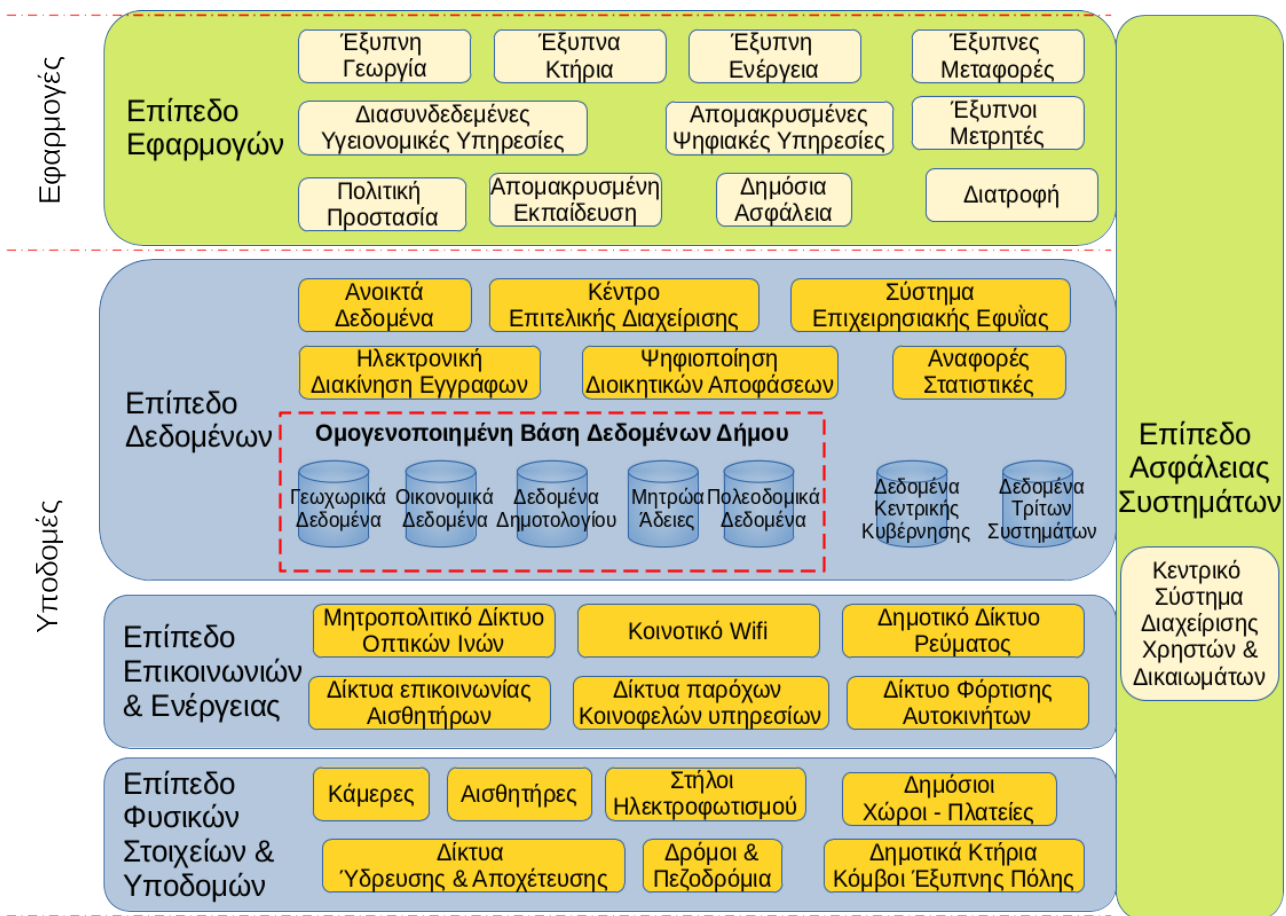 Εφαρμογές
Επίπεδο
Εφαρμογών
Έξυπνη
Γεωργία
Έξυπνα
Κτήρια
Έξυπνη
Ενέργεια
Έξυπνες
Μεταφορές
Διασυνδεδεμένες
Υγειονομικές Υπηρεσίες
Απομακρυσμένες
Ψηφιακές Υπηρεσίες
Έξυπνοι
Μετρητές
Πολιτική
Προστασία
Απομακρυσμένη
Εκπαίδευση
Δημόσια
Ασφάλεια
Διατροφή
Υποδομές
Επίπεδο
Δεδομένων
Ανοικτά
Δεδομένα
Κέντρο
Επιτελικής Διαχείρισης
Σύστημα
Επιχειρησιακής Εφυΐας
Ηλεκτρονική
Διακίνηση Εγγραφων
Ψηφιοποίηση
Διοικητικών Αποφάσεων
Αναφορές
Στατιστικές
Ομογενοποιημένη Βάση Δεδομένων Δήμου
Γεωχωρικά
Δεδομένα
Οικονομικά
Δεδομένα
Δεδομένα
Δημοτολογίου
Μητρώα
Άδειες
Πολεοδομικά
Δεδομένα
Δεδομένα
Κεντρικής
Κυβέρνησης
Δεδομένα
Τρίτων
Συστημάτων
Επίπεδο
Επικοινωνιών
& Ενέργειας
Μητροπολιτικό Δίκτυο
Οπτικών Ινών
Κοινοτικό Wifi
Δημοτικό Δίκτυο
Ρεύματος
Δίκτυα επικοινωνίας
Αισθητήρων
Δίκτυα παρόχων
Κοινοφελών υπηρεσίων
Δίκτυο Φόρτισης
Αυτοκινήτων
Επίπεδο
Φυσικών
Στοιχείων &
Υποδομών
Κάμερες
Αισθητήρες
Στήλοι
Ηλεκτροφωτισμού
Δημόσιοι
Χώροι - Πλατείες
Δίκτυα
Ύδρευσης & Αποχέτευσης
Δρόμοι &
Πεζοδρόμια
Δημοτικά Κτήρια
Κόμβοι Έξυπνης Πόλης
Επίπεδο
Ασφάλειας
Συστημάτων
Κεντρικό
Σύστημα
Διαχείρισης
Χρηστών &
Δικαιωμάτων